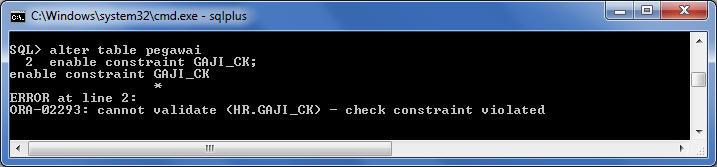 C:\Windows\system32\cmd.exe - sqlplus
SQL> alter table pegawai
2 enable constraint GAJI_CK;
enable constraint GAJI_CK
*
ERROR at line 2:
ORA-02293: cannot validate (HR.GAJI_CK) - check constraint violated